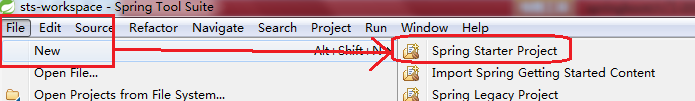 sts-workspace - Spring Tool Suite
File Edit Source Refactor Navigate Search Project Run Window Help
New Alt+Shift+N Spring Starter Project
Open File... Import Spring Getting Started Content
Open Projects from File System... Spring Legacy Project